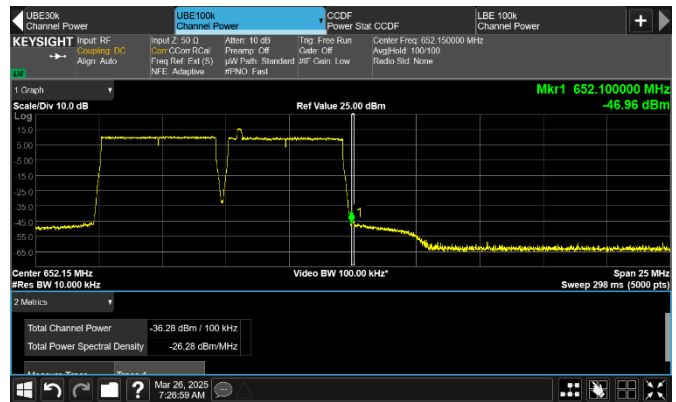 UBE30k
Channel Power
UBE100k
Channel Power
CCDF
Power Stat CCDF
LBE 100k
Channel Power
KEYSIGHT
Input: RF
Coupling: DC
Align: Auto
LXI
Input Z: 50 Ω
Corr CCorr RCal
Freq Ref: Ext (S)
NFE: Adaptive
Atten: 10 dB
Preamp: Off
µW Path: Standard
#PNO: Fast
Trig: Free Run
Gate: Off
#IF Gain: Low
Center Freq: 652.150000 MHz
Avg|Hold: 100/100
Radio Std: None
1 Graph
Mkr1 652.100000 MHz
-46.96 dBm
Scale/Div 10.0 dB
Ref Value 25.00 dBm
Log
15.0
5.00
-5.00
-15.0
-25.0
-35.0
-45.0
-55.0
-65.0
1
Center 652.15 MHz
Video BW 100.00 kHz*
Span 25 MHz
#Res BW 10.000 kHz
Sweep 298 ms (5000 pts)
2 Metrics
Total Channel Power
-36.28 dBm / 100 kHz
Total Power Spectral Density
-26.28 dBm/MHz
Measure Trace
Trace 1
?
Mar 26, 2025
7:26:59 AM